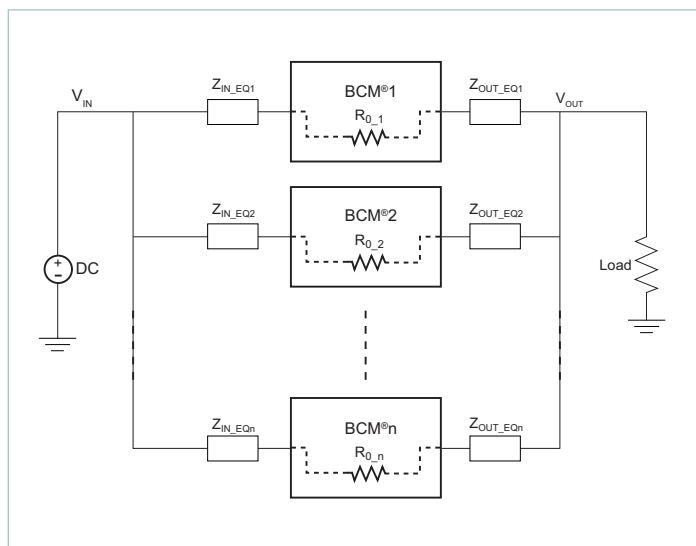 V_IN
Z_IN_EQ1
BCM®1
R_0_1
Z_OUT_EQ1
V_OUT
Z_IN_EQ2
BCM®2
R_0_2
Z_OUT_EQ2
+
–
DC
Load
Z_IN_EQn
BCM®n
R_0_n
Z_OUT_EQn